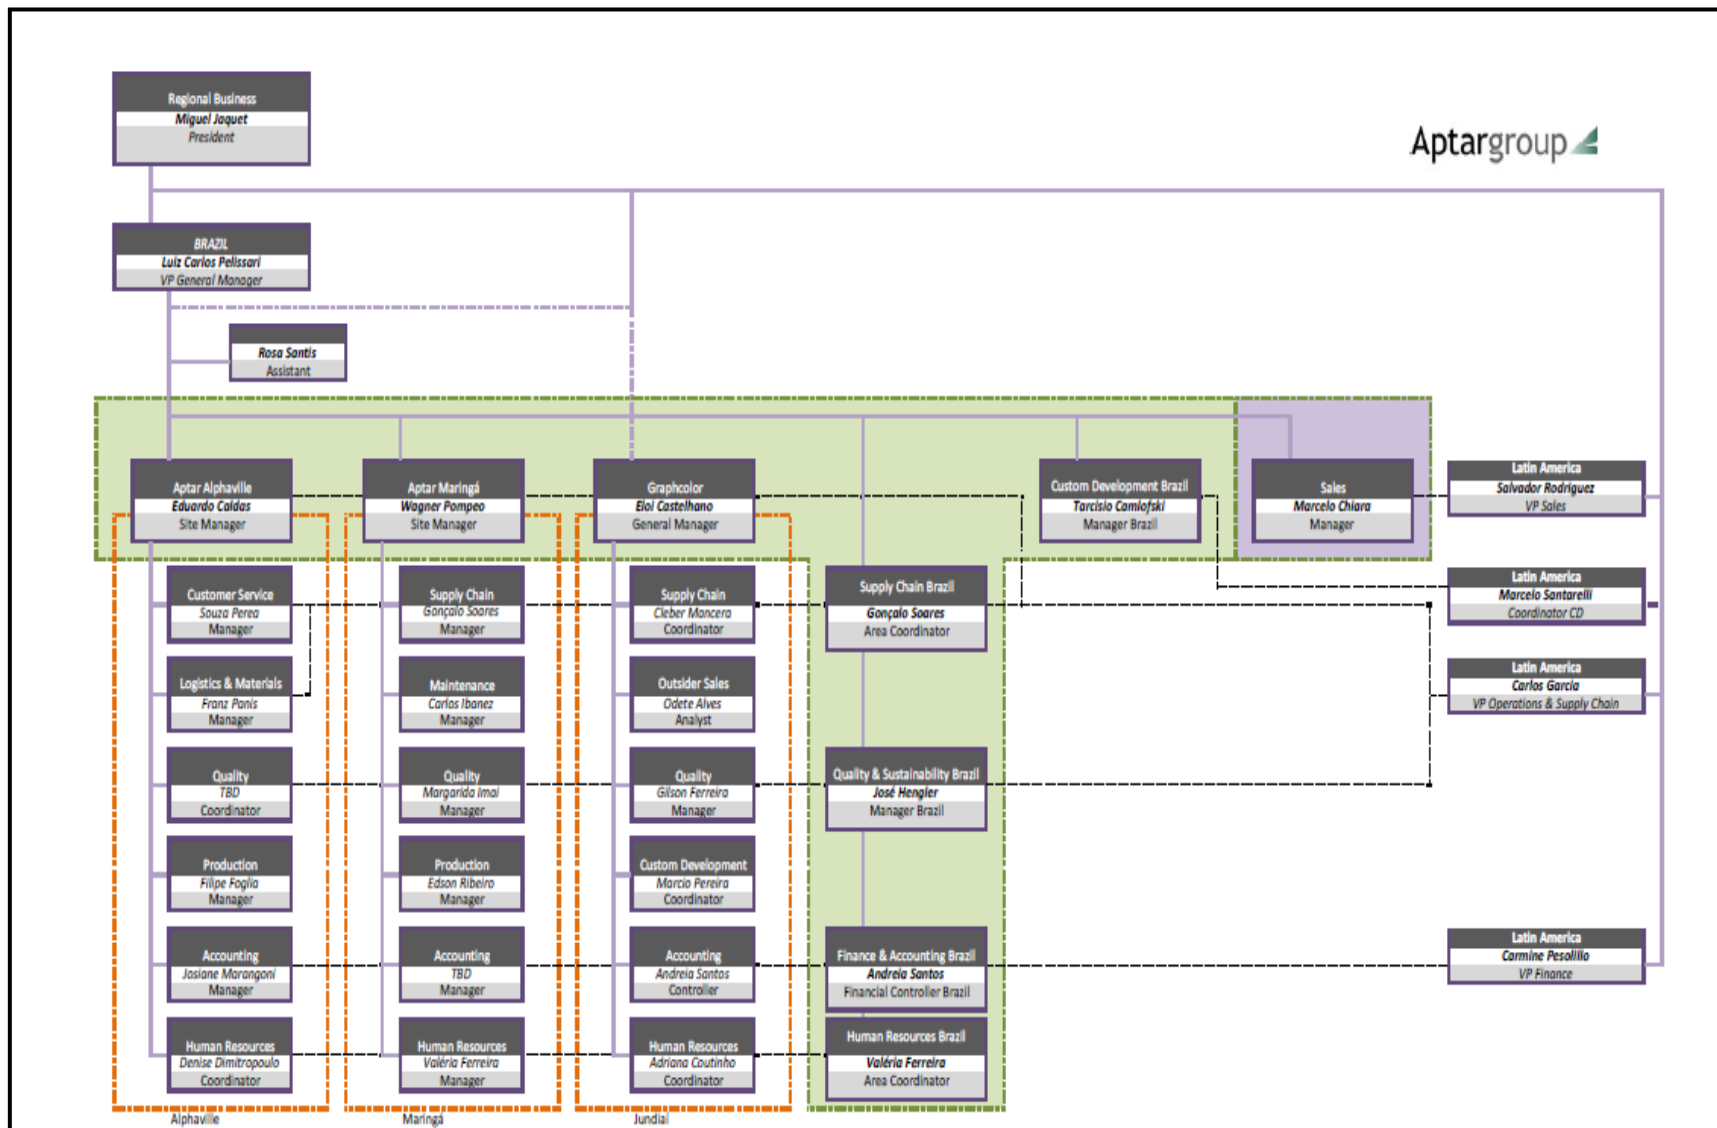 Regional Business
Miguel Jaquet
President
Aptargroup
BRAZIL
Luiz Carlos Pelissari
VP General Manager
Rosa Santis
Assistant
Aptar Alphaville
Eduardo Caldas
Site Manager
Aptar Maringá
Wagner Pompeo
Site Manager
Graphcolor
Eloi Castelhano
General Manager
Custom Development Brazil
Tarcisio Camlofski
Manager Brazil
Sales
Marcelo Chiara
Manager
Latin America
Salvador Rodriguez
VP Sales
Customer Service
Souza Perea
Manager
Supply Chain
Gonçalo Soares
Manager
Supply Chain
Cleber Mancera
Coordinator
Supply Chain Brazil
Gonçalo Soares
Area Coordinator
Latin America
Marcelo Santarelli
Coordinator CD
Logistics & Materials
Franz Panis
Manager
Maintenance
Carlos Ibanez
Manager
Outsider Sales
Odete Alves
Analyst
Latin America
Carlos Garcia
VP Operations & Supply Chain
Quality
TBD
Coordinator
Quality
Margarida Imai
Manager
Quality
Gilson Ferreira
Manager
Quality & Sustainability Brazil
José Hengler
Manager Brazil
Production
Filipe Foglia
Manager
Production
Edson Ribeiro
Manager
Custom Development
Marcio Pereira
Coordinator
Accounting
Josiane Marangoni
Manager
Accounting
TBD
Manager
Accounting
Andreia Santos
Controller
Finance & Accounting Brazil
Andreia Santos
Financial Controller Brazil
Latin America
Carmine Pesolillo
VP Finance
Human Resources
Denise Dimitropoulo
Coordinator
Human Resources
Valéria Ferreira
Manager
Human Resources
Adriana Coutinho
Coordinator
Human Resources Brazil
Valéria Ferreira
Area Coordinator
Alphaville
Maringá
Jundiaí